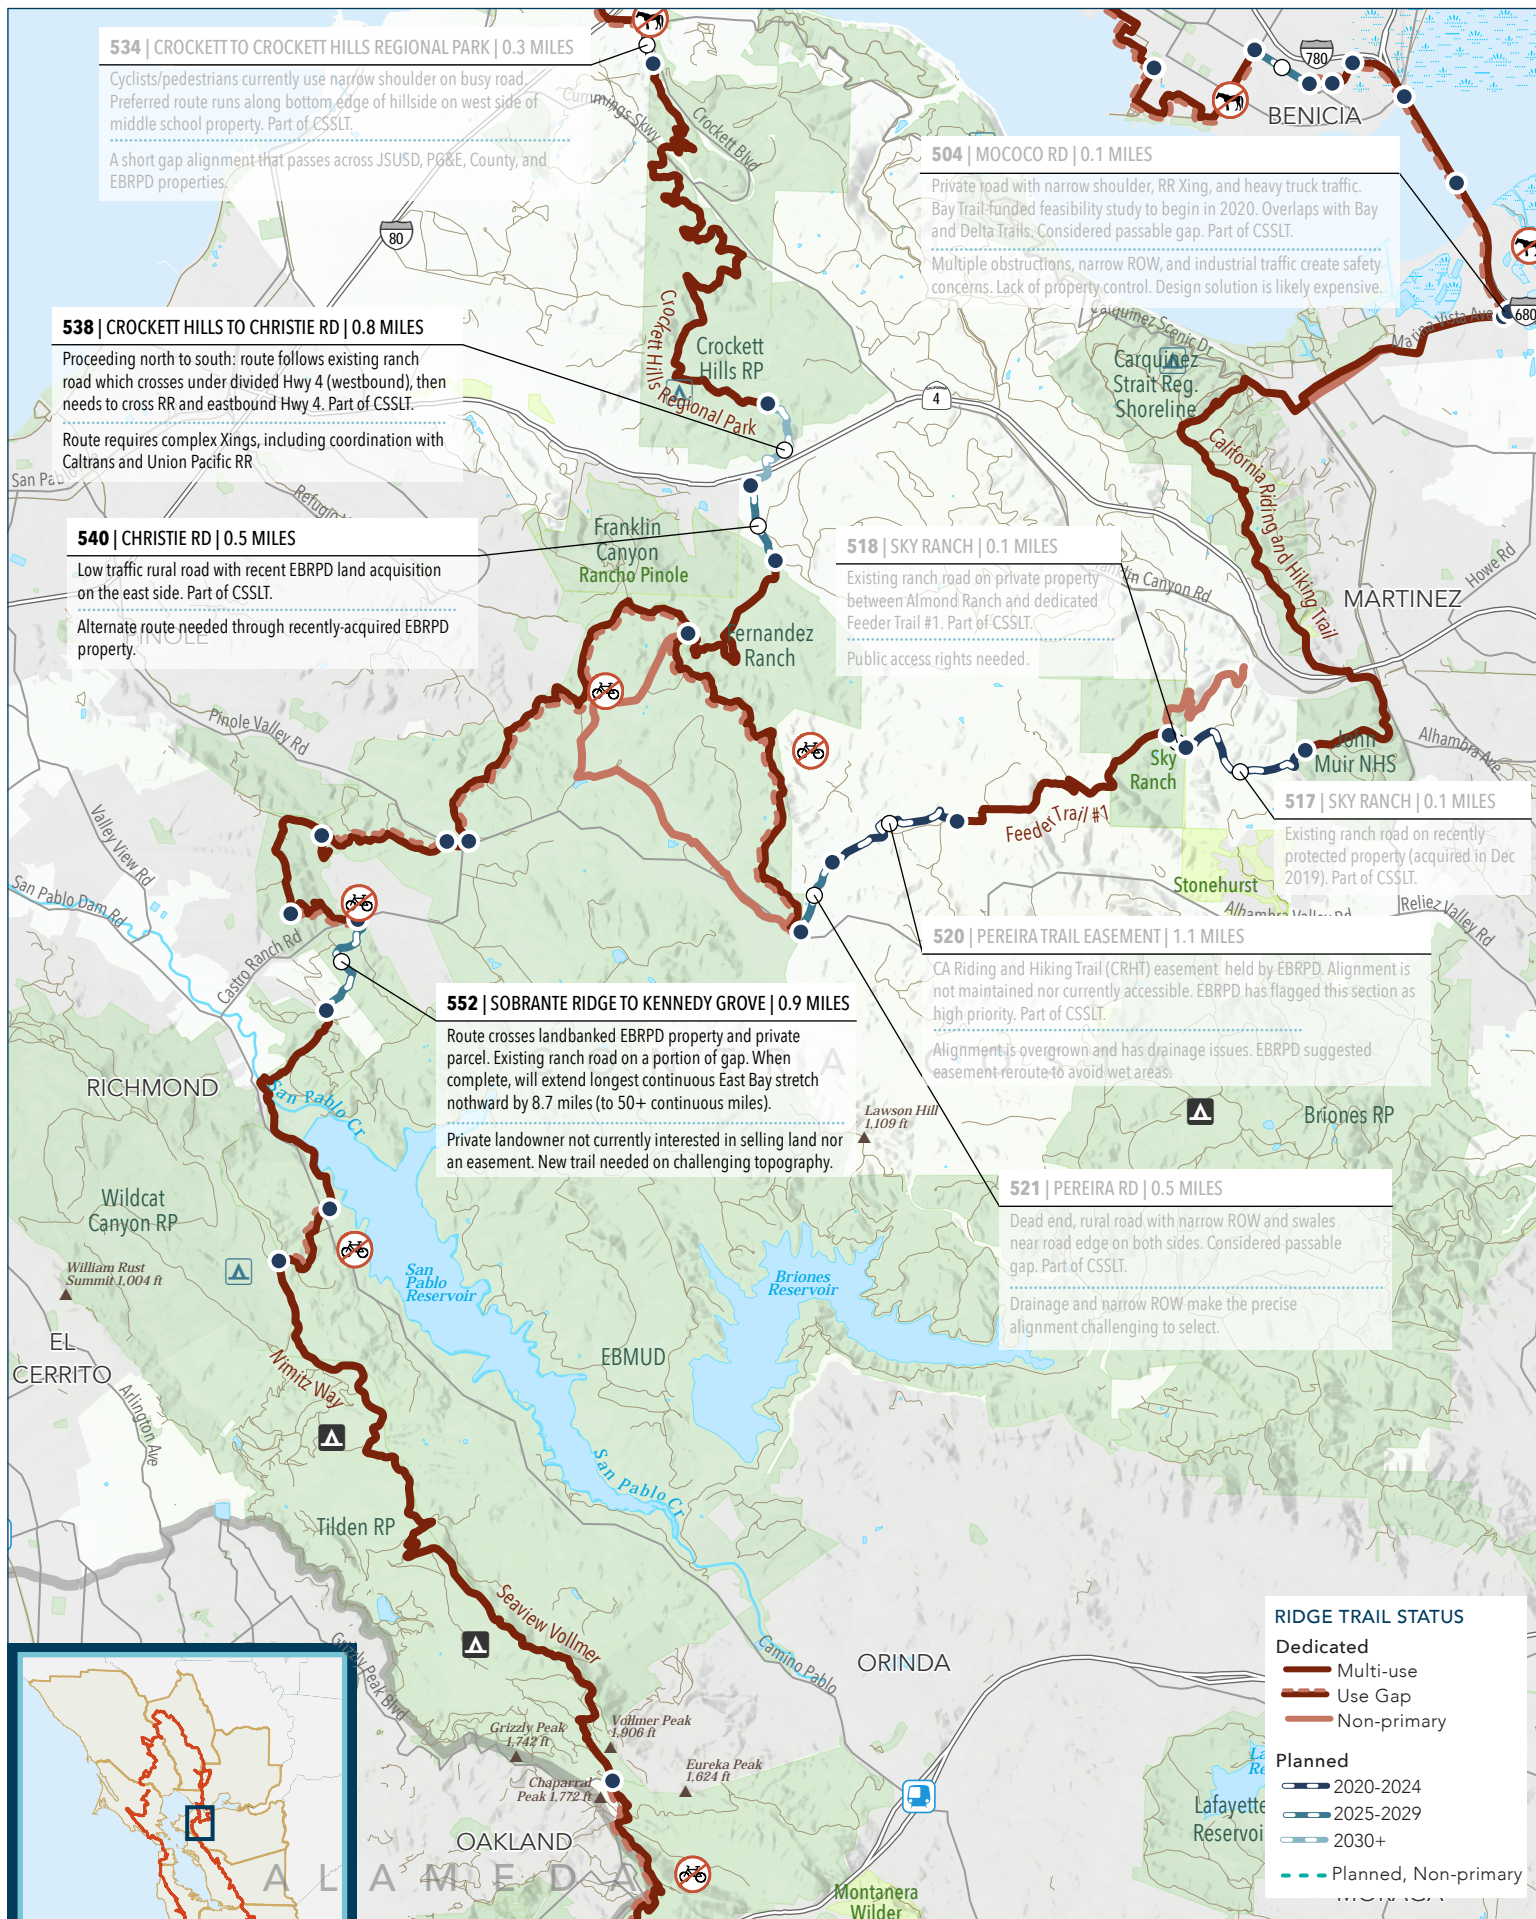 534 | CROCKETT TO CROCKETT HILLS REGIONAL PARK | 0.3 MILES
Cyclists/pedestrians currently use narrow shoulder on busy road.
Preferred route runs along bottom edge of hillside on west side of
middle school property. Part of CSSLT.
A short gap alignment that passes across JSUSD, PG&E, County, and
EBRPD properties.
Cummings Skwy
Crockett Blvd
80
780
BENICIA
504 | MOCOCO RD | 0.1 MILES
Private road with narrow shoulder, RR Xing, and heavy truck traffic.
Bay Trail-funded feasibility study to begin in 2020. Overlaps with Bay
and Delta Trails. Considered passable gap. Part of CSSLT.
Multiple obstructions, narrow ROW, and industrial traffic create safety
concerns. Lack of property control. Design solution is likely expensive.
680
Marina Vista Ave
Carquinez Scenic Dr
538 | CROCKETT HILLS TO CHRISTIE RD | 0.8 MILES
Proceeding north to south: route follows existing ranch
road which crosses under divided Hwy 4 (westbound), then
needs to cross RR and eastbound Hwy 4. Part of CSSLT.
Route requires complex Xings, including coordination with
Caltrans and Union Pacific RR
Crockett
Hills RP
Crockett Hills Regional Park
CALIFORNIA
4
Carquinez
Strait Reg.
Shoreline
California Riding and Hiking Trail
San Pablo
Refugio
540 | CHRISTIE RD | 0.5 MILES
Low traffic rural road with recent EBRPD land acquisition
on the east side. Part of CSSLT.
Alternate route needed through recently-acquired EBRPD
property.
PINOLE
Franklin
Canyon
Rancho Pinole
Fernandez
Ranch
518 | SKY RANCH | 0.1 MILES
Existing ranch road on private property
between Almond Ranch and dedicated
Feeder Trail #1. Part of CSSLT.
Public access rights needed.
Canyon Rd
Howe Rd
MARTINEZ
Pinole Valley Rd
Sky
Ranch
John
Muir NHS
Alhambra Ave
Feeder Trail #1
517 | SKY RANCH | 0.1 MILES
Existing ranch road on recently
protected property (acquired in Dec
2019). Part of CSSLT.
Valley View Rd
San Pablo Dam Rd
Castro Ranch Rd
Stonehurst
Alhambra Valley Rd
Reliez Valley Rd
520 | PEREIRA TRAIL EASEMENT | 1.1 MILES
CA Riding and Hiking Trail (CRHT) easement held by EBRPD. Alignment is
not maintained nor currently accessible. EBRPD has flagged this section as
high priority. Part of CSSLT.
Alignment is overgrown and has drainage issues. EBRPD suggested
easement reroute to avoid wet areas.
552 | SOBRANTE RIDGE TO KENNEDY GROVE | 0.9 MILES
Route crosses landbanked EBRPD property and private
parcel. Existing ranch road on a portion of gap. When
complete, will extend longest continuous East Bay stretch
nothward by 8.7 miles (to 50+ continuous miles).
Private landowner not currently interested in selling land nor
an easement. New trail needed on challenging topography.
RICHMOND
San Pablo Cr
Lawson Hill
1,109 ft
Briones RP
521 | PEREIRA RD | 0.5 MILES
Dead end, rural road with narrow ROW and swales
near road edge on both sides. Considered passable
gap. Part of CSSLT.
Drainage and narrow ROW make the precise
alignment challenging to select.
Wildcat
Canyon RP
William Rust
Summit 1,004 ft
San
Pablo
Reservoir
Briones
Reservoir
EL
CERRITO
EBMUD
Nimitz Way
Arlington Ave
San Pablo Cr
Tilden RP
Seaview Vollmer
Grizzly Peak Blvd
Camino Pablo
ORINDA
Grizzly Peak
1,742 ft
Vollmer Peak
1,906 ft
Eureka Peak
1,624 ft
Chaparral
Peak 1,772 ft
OAKLAND
ALAMEDA
Montanera
Wilder
Lafayette
Reservoi
MORAGA
RIDGE TRAIL STATUS
Dedicated
Multi-use
Use Gap
Non-primary
Planned
2020-2024
2025-2029
2030+
Planned, Non-primary